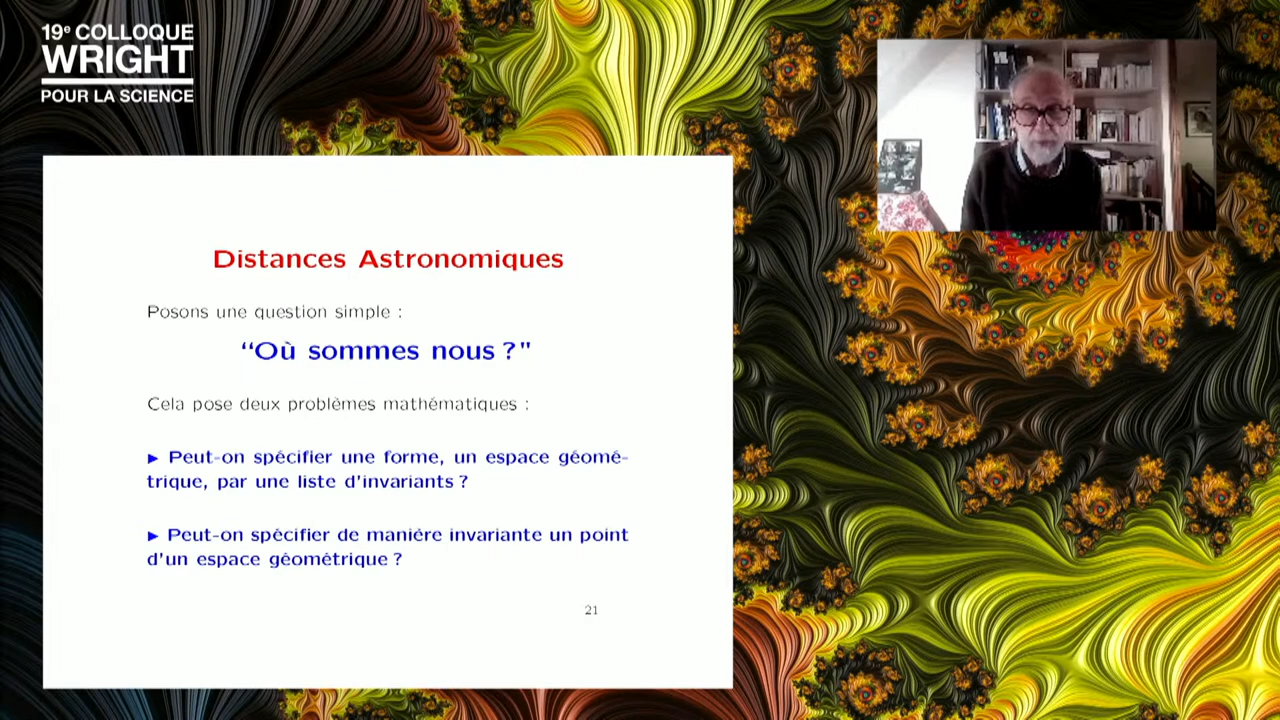 19e COLLOQUE
WRIGHT
POUR LA SCIENCE
Distances Astronomiques
Posons une question simple :
“Où sommes nous ?"
Cela pose deux problèmes mathématiques :
► Peut-on spécifier une forme, un espace géomé-
trique, par une liste d'invariants ?
► Peut-on spécifier de manière invariante un point
d'un espace géométrique ?
21